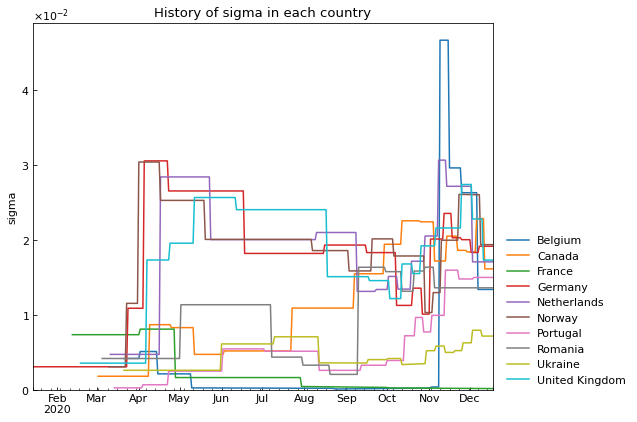 History of sigma in each country
×10⁻²
4
3
2
1
0
sigma
Feb Mar Apr May Jun Jul Aug Sep Oct Nov Dec
2020
Belgium
Canada
France
Germany
Netherlands
Norway
Portugal
Romania
Ukraine
United Kingdom